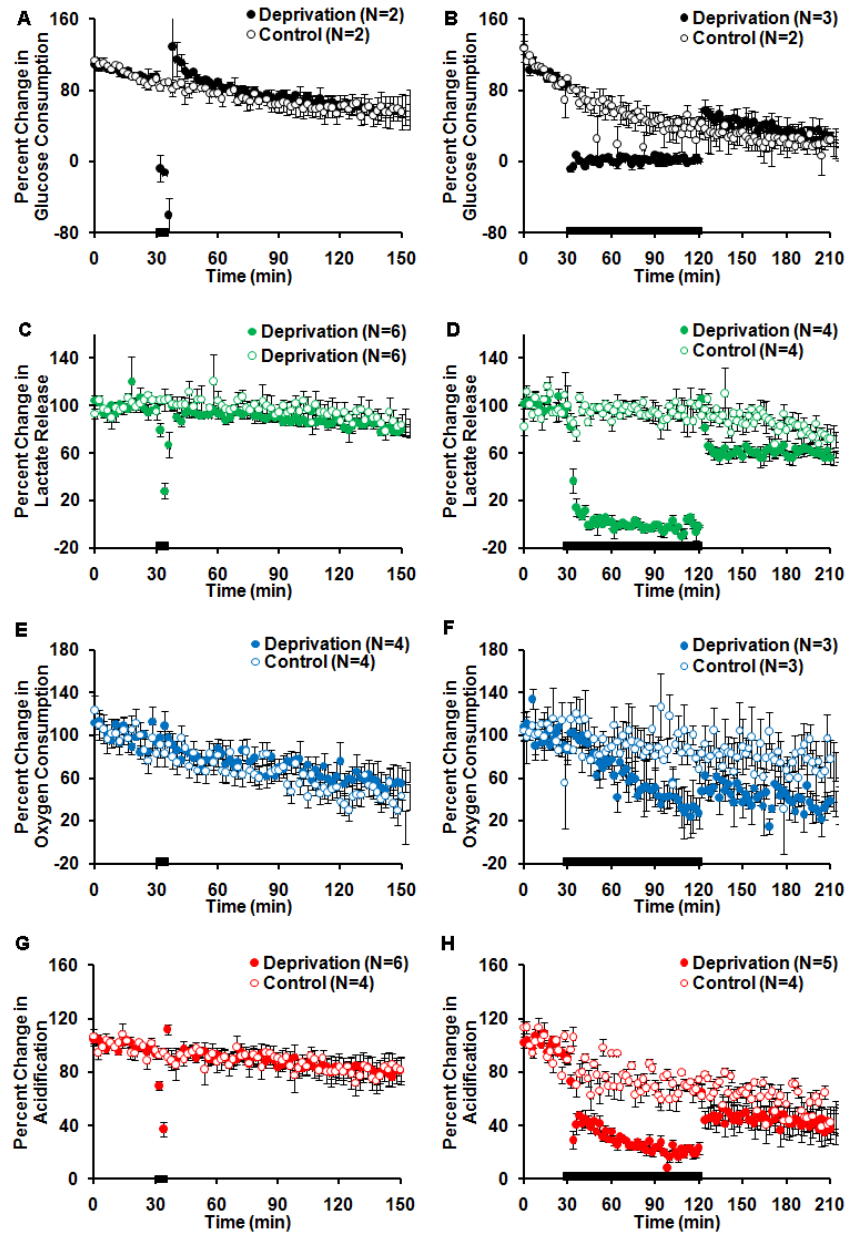 A
160
80
0
-80
Percent Change in
Glucose Consumption
Deprivation (N=2)
Control (N=2)
0 30 60 90 120 150
Time (min)
B
160
80
0
-80
Percent Change in
Glucose Consumption
Deprivation (N=3)
Control (N=2)
0 30 60 90 120 150 180 210
Time (min)
C
140
100
60
20
-20
Percent Change in
Lactate Release
Deprivation (N=6)
Deprivation (N=6)
0 30 60 90 120 150
Time (min)
D
140
100
60
20
-20
Percent Change in
Lactate Release
Deprivation (N=4)
Control (N=4)
0 30 60 90 120 150 180 210
Time (min)
E
180
140
100
60
20
-20
Percent Change in
Oxygen Consumption
Deprivation (N=4)
Control (N=4)
0 30 60 90 120 150
Time (min)
F
180
140
100
60
20
-20
Percent Change in
Oxygen Consumption
Deprivation (N=3)
Control (N=3)
0 30 60 90 120 150 180 210
Time (min)
G
160
120
80
40
0
Percent Change in
Acidification
Deprivation (N=6)
Control (N=4)
0 30 60 90 120 150
Time (min)
H
160
120
80
40
0
Percent Change in
Acidification
Deprivation (N=5)
Control (N=4)
0 30 60 90 120 150 180 210
Time (min)